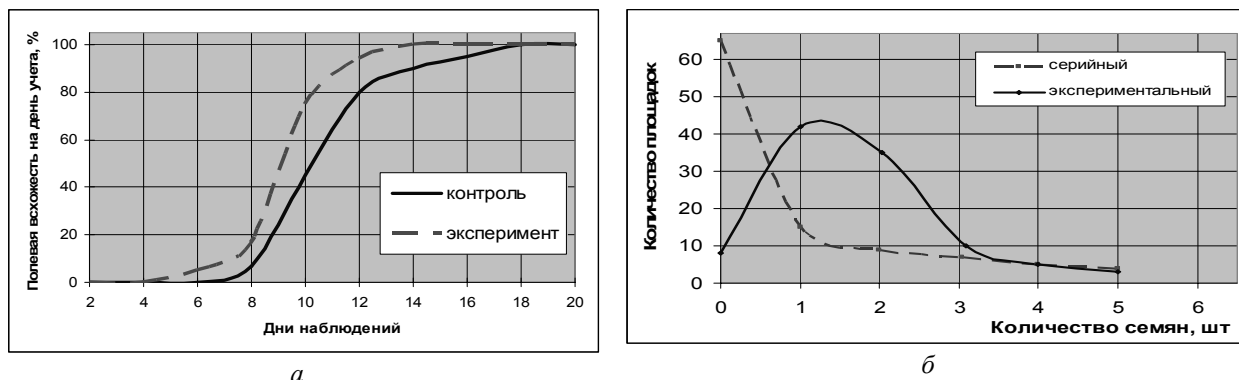 Полевая всхожесть на день учета, %
100
80
60
40
20
0
2 4 6 8 10 12 14 16 18 20
Дни наблюдений
контроль
эксперимент
а
Количество площадок
60
50
40
30
20
10
0
0 1 2 3 4 5 6
Количество семян, шт
серийный
экспериментальный
б